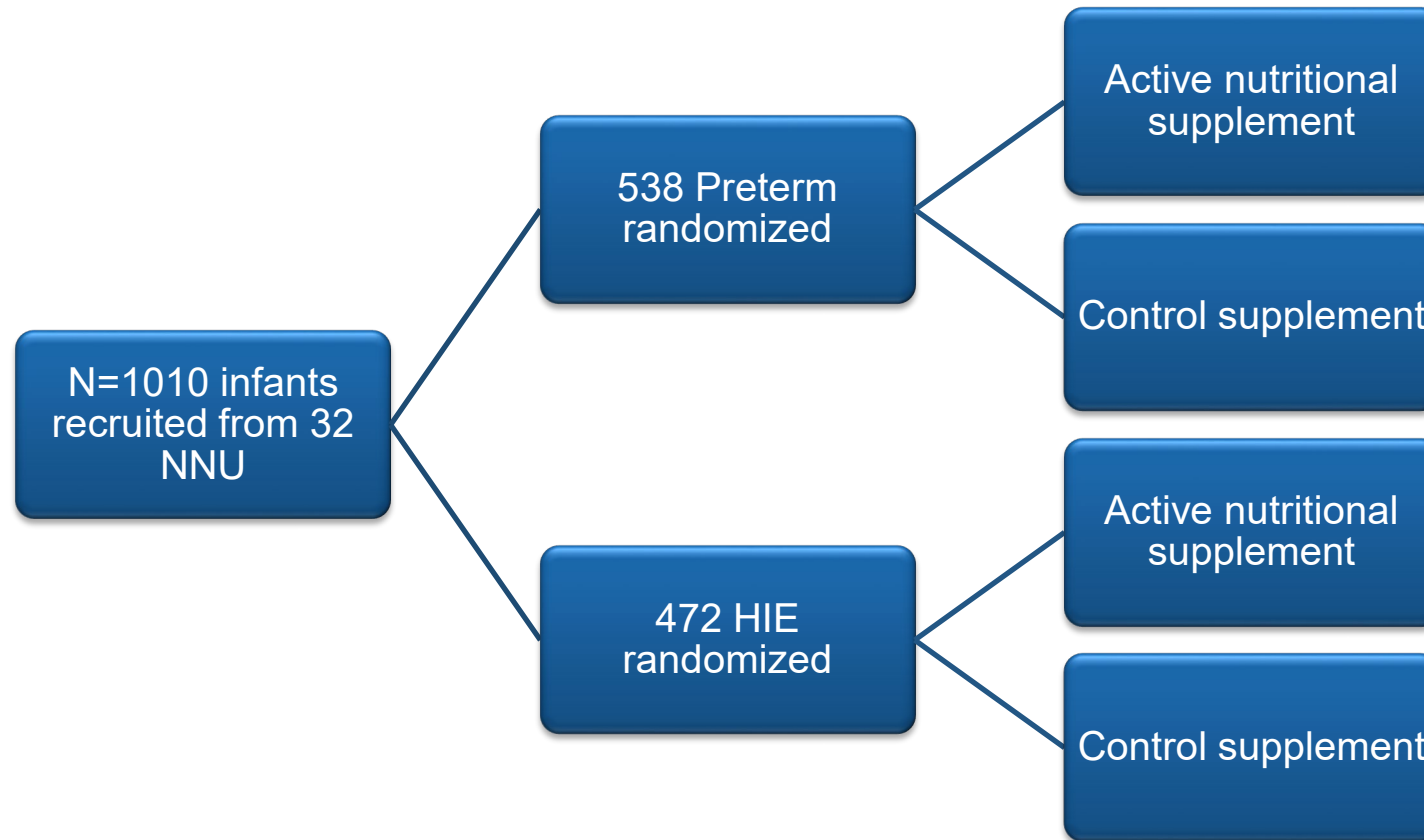 N=1010 infants
recruited from 32
NNU
538 Preterm
randomized
472 HIE
randomized
Active nutritional
supplement
Control supplement
Active nutritional
supplement
Control supplement